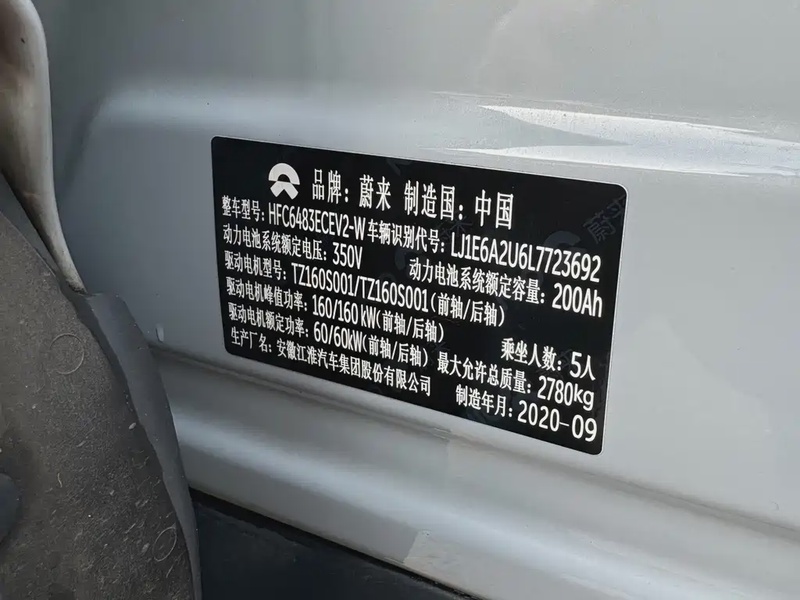 品牌：蔚来 制造国：中国
整车型号：HFC6483ECEV2-W 车辆识别代号：LJ1E6A2U6L7723692
动力电池系统额定电压：350V 动力电池系统额定容量：200Ah
驱动电机型号：TZ160S001/TZ160S001(前轴/后轴)
驱动电机峰值功率：160/160kW(前轴/后轴) 乘坐人数：5人
驱动电机额定功率：60/60kW(前轴/后轴) 最大允许总质量：2780kg
生产厂名：安徽江淮汽车集团股份有限公司 制造年月：2020-09